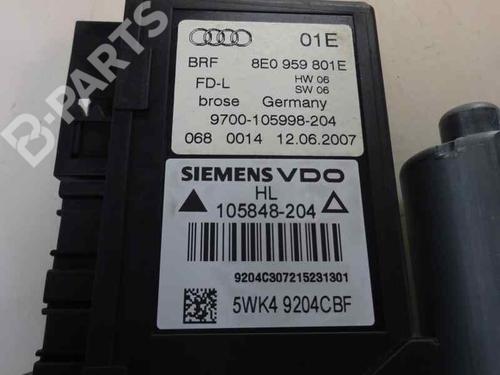 01E
BRF 8E0 959 801E
FD-L HW 06
SW 06
brose Germany
9700-105998-204
068 0014 12.06.2007
SIEMENS VDO
HL
105848-204
9204C307215231301
5WK4 9204CBF
B-PARTS